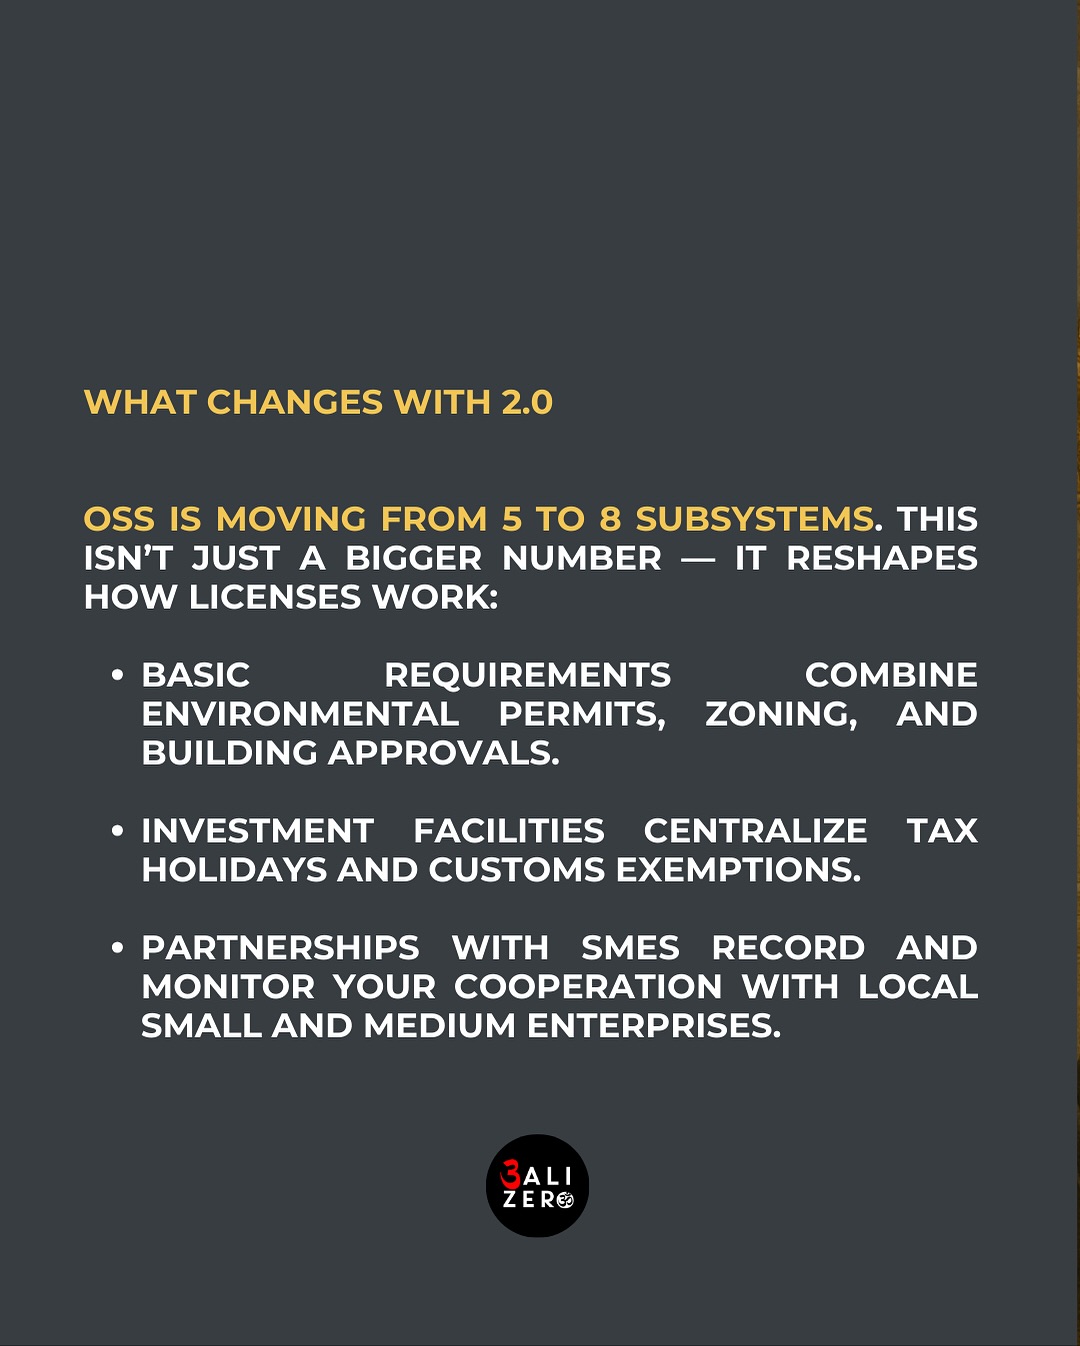 WHAT CHANGES WITH 2.0
OSS IS MOVING FROM 5 TO 8 SUBSYSTEMS. THIS
ISN’T JUST A BIGGER NUMBER — IT RESHAPES
HOW LICENSES WORK:
• BASIC REQUIREMENTS COMBINE
ENVIRONMENTAL PERMITS, ZONING, AND
BUILDING APPROVALS.
• INVESTMENT FACILITIES CENTRALIZE TAX
HOLIDAYS AND CUSTOMS EXEMPTIONS.
• PARTNERSHIPS WITH SMES RECORD AND
MONITOR YOUR COOPERATION WITH LOCAL
SMALL AND MEDIUM ENTERPRISES.
3ALI
ZERO